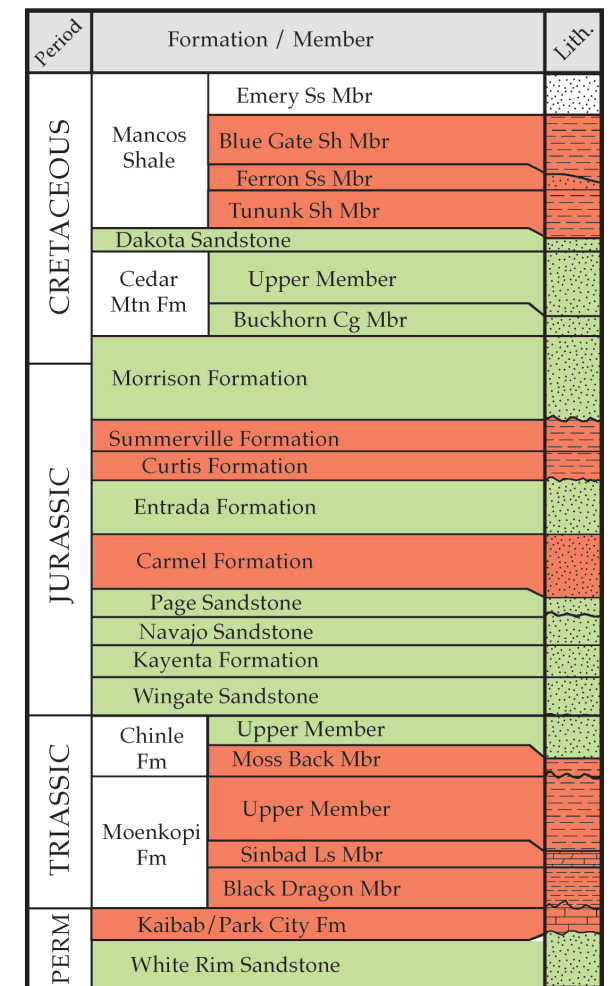 Period
Formation / Member
Lith.
CRETACEOUS
Mancos
Shale
Emery Ss Mbr
Blue Gate Sh Mbr
Ferron Ss Mbr
Tununk Sh Mbr
Dakota Sandstone
Cedar
Mtn Fm
Upper Member
Buckhorn Cg Mbr
JURASSIC
Morrison Formation
Summerville Formation
Curtis Formation
Entrada Formation
Carmel Formation
Page Sandstone
Navajo Sandstone
Kayenta Formation
Wingate Sandstone
TRIASSIC
Chinle
Fm
Upper Member
Moss Back Mbr
Moenkopi
Fm
Upper Member
Sinbad Ls Mbr
Black Dragon Mbr
PERM
Kaibab/Park City Fm
White Rim Sandstone